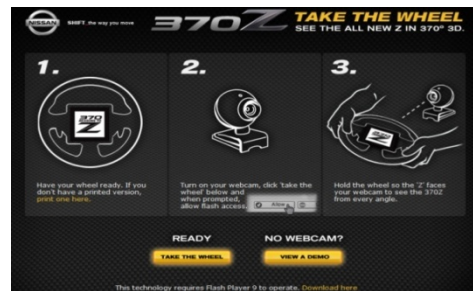 NISSAN
SHIFT_the way you move
370Z
TAKE THE WHEEL
SEE THE ALL NEW Z IN 370° 3D.
1.
370
Z
Have your wheel ready. If you
don't have a printed version,
print one here.
2.
Turn on your webcam, click 'take the
wheel' below and
when prompted,
allow flash access.
Allow
3.
Hold the wheel so the 'Z' faces
your webcam to see the 370Z
from every angle.
READY
TAKE THE WHEEL
NO WEBCAM?
VIEW A DEMO
This technology requires Flash Player 9 to operate. Download here